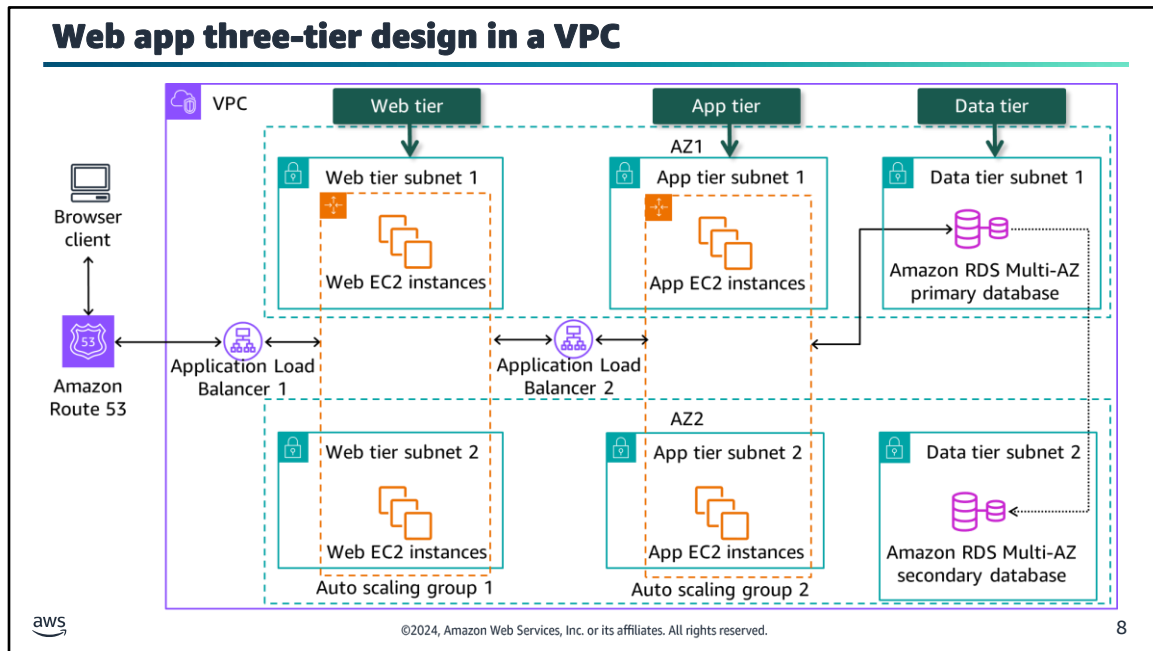 Web app three-tier design in a VPC
VPC
Web tier
App tier
Data tier
AZ1
Web tier subnet 1
App tier subnet 1
Data tier subnet 1
Browser
client
Web EC2 instances
App EC2 instances
Amazon RDS Multi-AZ
primary database
53
Amazon
Route 53
Application Load
Balancer 1
Application Load
Balancer 2
AZ2
Web tier subnet 2
App tier subnet 2
Data tier subnet 2
Web EC2 instances
App EC2 instances
Amazon RDS Multi-AZ
secondary database
Auto scaling group 1
Auto scaling group 2
aws
©2024, Amazon Web Services, Inc. or its affiliates. All rights reserved.
8